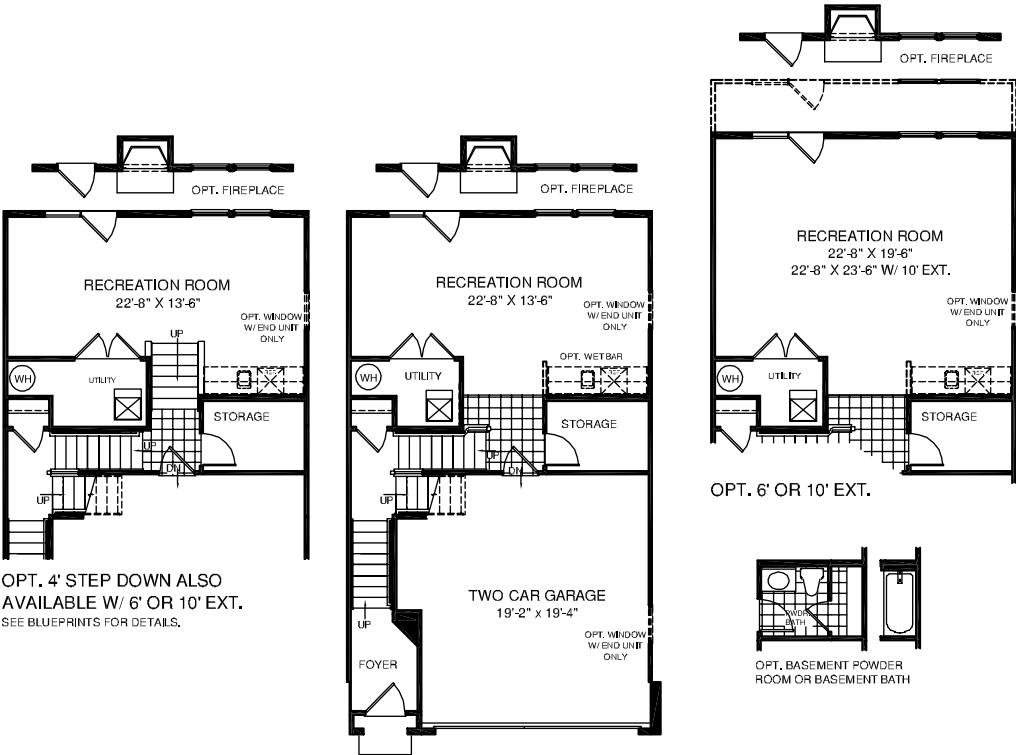 OPT. FIREPLACE
RECREATION ROOM
22'-8" X 13'-6"
OPT. WINDOW
W/ END UNIT
ONLY
UP
WH
UTILITY
REF.
STORAGE
UP
DN
UP
OPT. 4' STEP DOWN ALSO
AVAILABLE W/ 6' OR 10' EXT.
SEE BLUEPRINTS FOR DETAILS.
OPT. FIREPLACE
RECREATION ROOM
22'-8" X 13'-6"
OPT. WINDOW
W/ END UNIT
ONLY
OPT. WET BAR
WH
UTILITY
REF.
STORAGE
UP
DN
UP
TWO CAR GARAGE
19'-2" x 19'-4"
UP
OPT. WINDOW
W/ END UNIT
ONLY
FOYER
OPT. FIREPLACE
RECREATION ROOM
22'-8" X 19'-6"
22'-8" X 23'-6" W/ 10' EXT.
OPT. WINDOW
W/ END UNIT
ONLY
WH
UTILITY
REF.
STORAGE
OPT. 6' OR 10' EXT.
PWDR.
BATH
OPT. BASEMENT POWDER
ROOM OR BASEMENT BATH